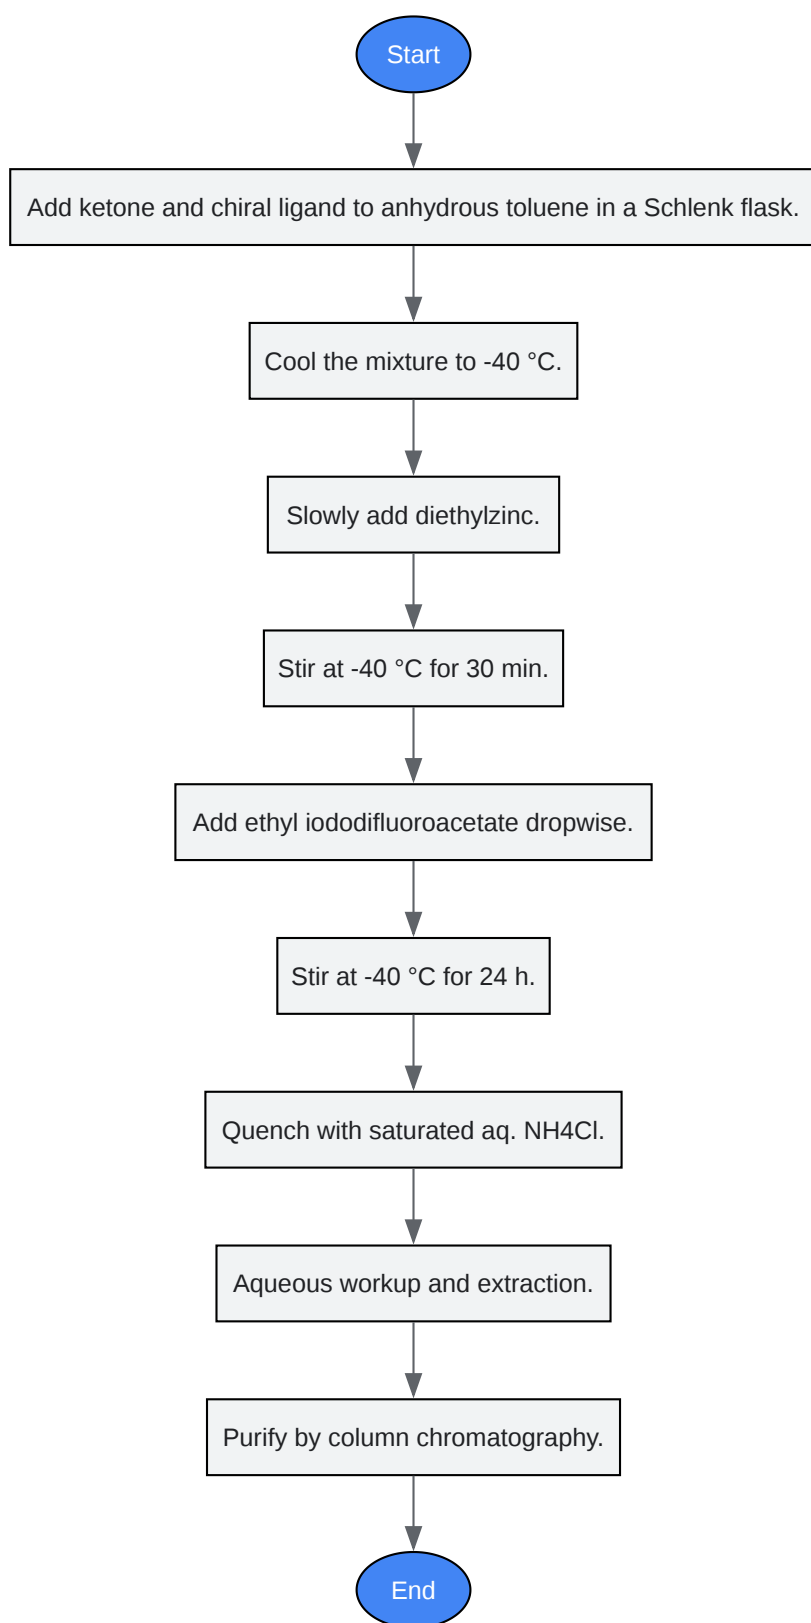 Start
Add ketone and chiral ligand to anhydrous toluene in a Schlenk flask.
Cool the mixture to -40 °C.
Slowly add diethylzinc.
Stir at -40 °C for 30 min.
Add ethyl iododifluoroacetate dropwise.
Stir at -40 °C for 24 h.
Quench with saturated aq. NH4Cl.
Aqueous workup and extraction.
Purify by column chromatography.
End